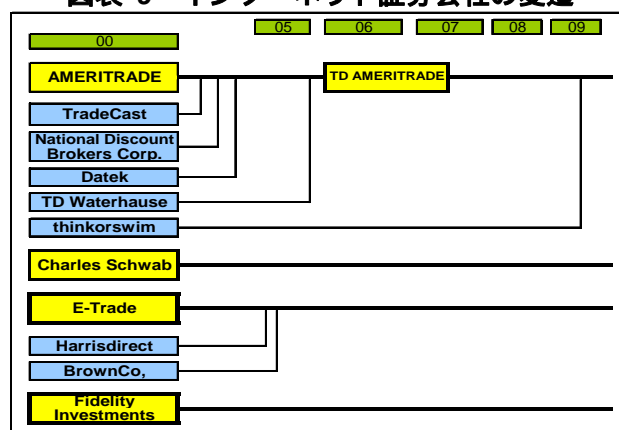 00
05
06
07
08
09
AMERITRADE
TD AMERITRADE
TradeCast
National Discount
Brokers Corp.
Datek
TD Waterhause
thinkorswim
Charles Schwab
E-Trade
Harrisdirect
BrownCo,
Fidelity
Investments